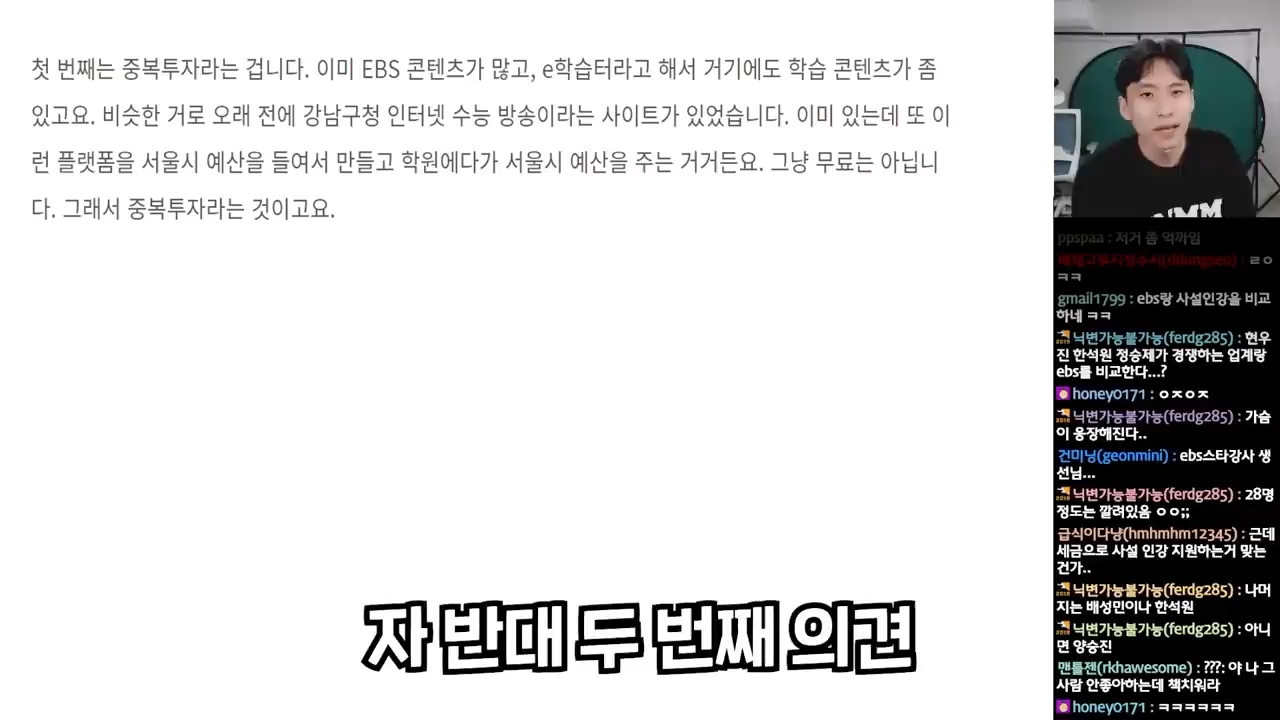 첫 번째는 중복투자라는 겁니다. 이미 EBS 콘텐츠가 많고, e학습터라고 해서 거기에도 학습 콘텐츠가 좀
있고요. 비슷한 거로 오래 전에 강남구청 인터넷 수능 방송이라는 사이트가 있었습니다. 이미 있는데 또 이
런 플랫폼을 서울시 예산을 들여서 만들고 학원에다가 서울시 예산을 주는 거거든요. 그냥 무료는 아닙니
다. 그래서 중복투자라는 것이고요.
자 반대 두 번째 의견
NMM
ppspaa : 저거 좀 억까임
(ddungseo) : ㄹㅇ
ㅋㅋ
gmail1799 : ebs랑 사설인강을 비교
하네 ㅋㅋ
닉변가능불가능(ferdg285) : 현우
진 한석원 정승제가 경쟁하는 업계랑
ebs를 비교한다...?
honey0171 : ㅇㅈㅇㅈ
닉변가능불가능(ferdg285) : 가슴
이 웅장해진다..
건미닝(geonmini) : ebs스타강사 생
선님...
닉변가능불가능(ferdg285) : 28명
정도는 깔려있음 ㅇㅇ;;
급식이다냥(hmhmhm12345) : 근데
세금으로 사설 인강 지원하는거 맞는
건가..
닉변가능불가능(ferdg285) : 나머
지는 배성민이나 한석원
닉변가능불가능(ferdg285) : 아니
면 양승진
맨틀젠(rkhawesome) : ???: 야 나 그
사람 안좋아하는데 책치워라
honey0171 : ㅋㅋㅋㅋㅋㅋ